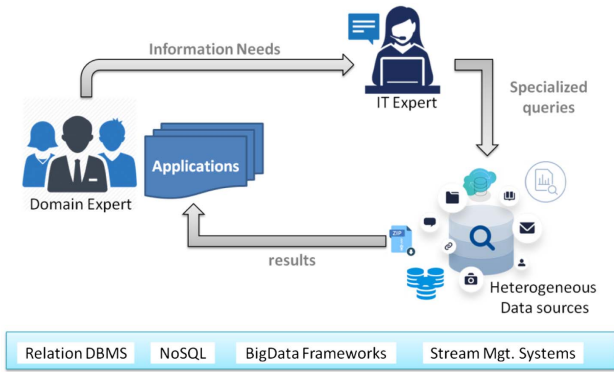 Information Needs
IT Expert
Specialized
queries
Applications
Domain Expert
ZIP
results
Heterogeneous
Data sources
Relation DBMS
NoSQL
BigData Frameworks
Stream Mgt. Systems